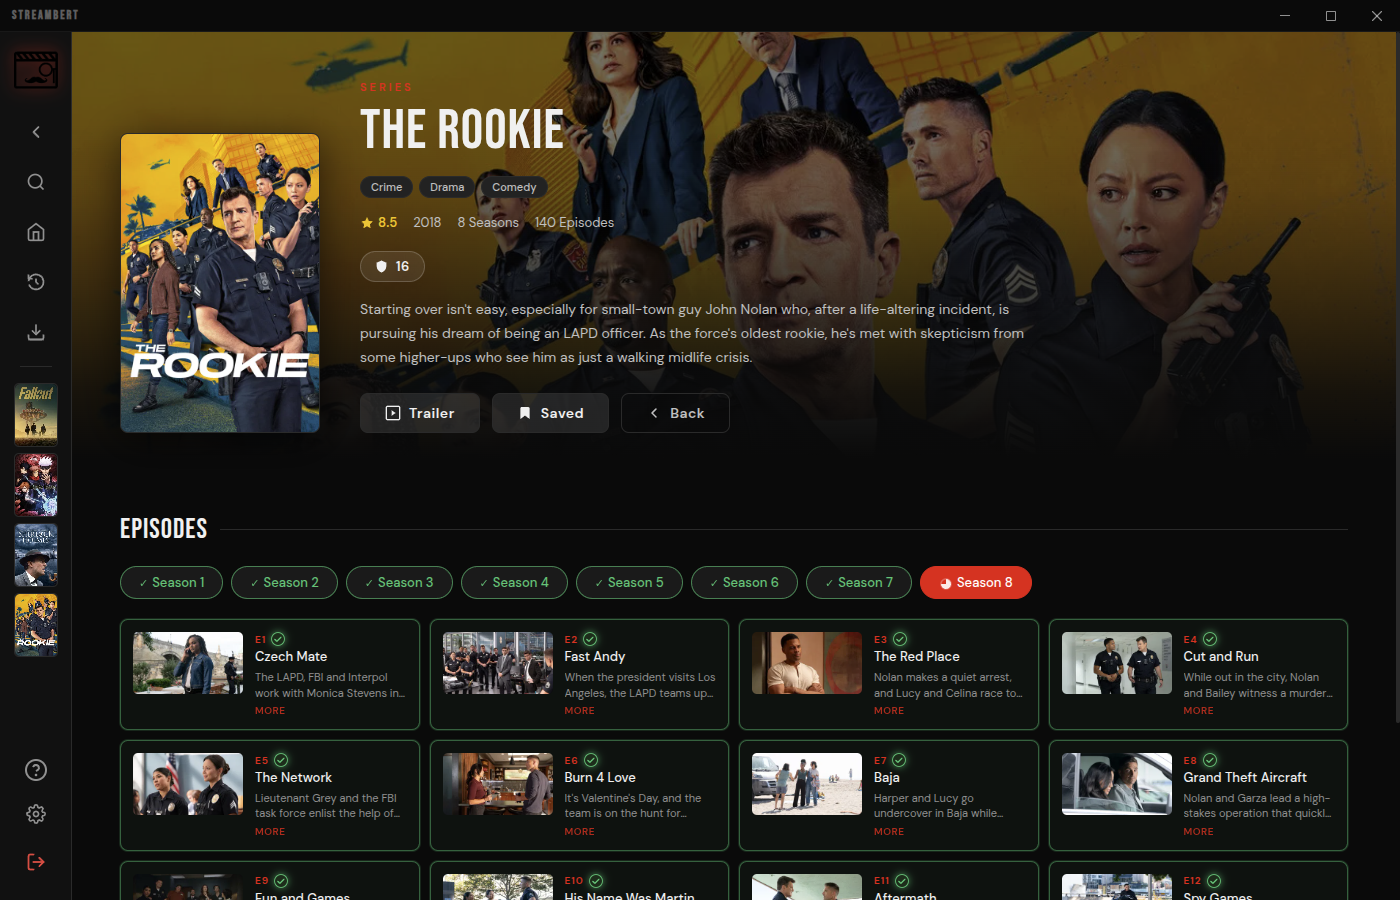 STREAMBERT
SERIES
THE ROOKIE
Crime
Drama
Comedy
8.5
2018
8 Seasons
140 Episodes
16
Starting over isn't easy, especially for small-town guy John Nolan who, after a life-altering incident, is
pursuing his dream of being an LAPD officer. As the force's oldest rookie, he's met with skepticism from
some higher-ups who see him as just a walking midlife crisis.
Trailer
Saved
Back
THE
ROOKIE
Fallout
ROOKIE
EPISODES
✓ Season 1
✓ Season 2
✓ Season 3
✓ Season 4
✓ Season 5
✓ Season 6
✓ Season 7
Season 8
E1
Czech Mate
The LAPD, FBI and Interpol
work with Monica Stevens in...
MORE
E2
Fast Andy
When the president visits Los
Angeles, the LAPD teams up...
MORE
E3
The Red Place
Nolan makes a quiet arrest,
and Lucy and Celina race to...
MORE
E4
Cut and Run
While out in the city, Nolan
and Bailey witness a murder...
MORE
E5
The Network
Lieutenant Grey and the FBI
task force enlist the help of...
MORE
E6
Burn 4 Love
It's Valentine's Day, and the
team is on the hunt for...
MORE
E7
Baja
Harper and Lucy go
undercover in Baja while...
MORE
E8
Grand Theft Aircraft
Nolan and Garza lead a high-
stakes operation that quickl...
MORE
E9
Fun and Games
E10
His Name Was Martin
E11
Aftermath
E12
Spy Games